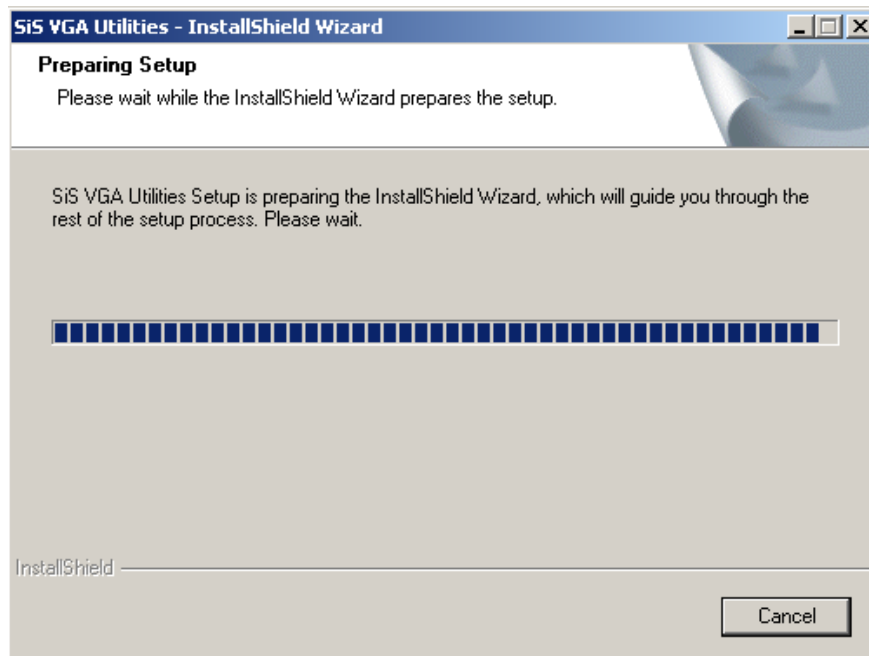 SiS VGA Utilities - InstallShield Wizard
Preparing Setup
Please wait while the InstallShield Wizard prepares the setup.
SiS VGA Utilities Setup is preparing the InstallShield Wizard, which will guide you through the
rest of the setup process. Please wait.
InstallShield
Cancel